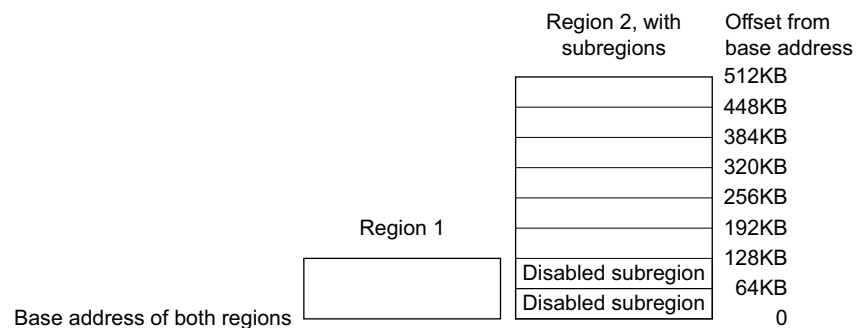 Region 2, with
subregions
Offset from
base address
512KB
448KB
384KB
320KB
256KB
Region 1
192KB
128KB
Disabled subregion
64KB
Disabled subregion
Base address of both regions
0